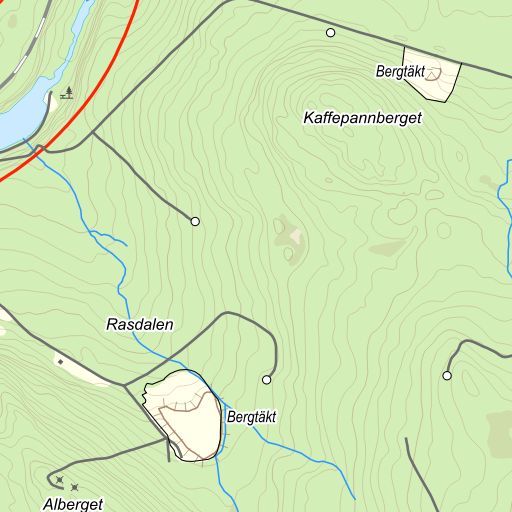 Bergtäkt
Kaffepannberget
Rasdalen
Bergtäkt
Alberget